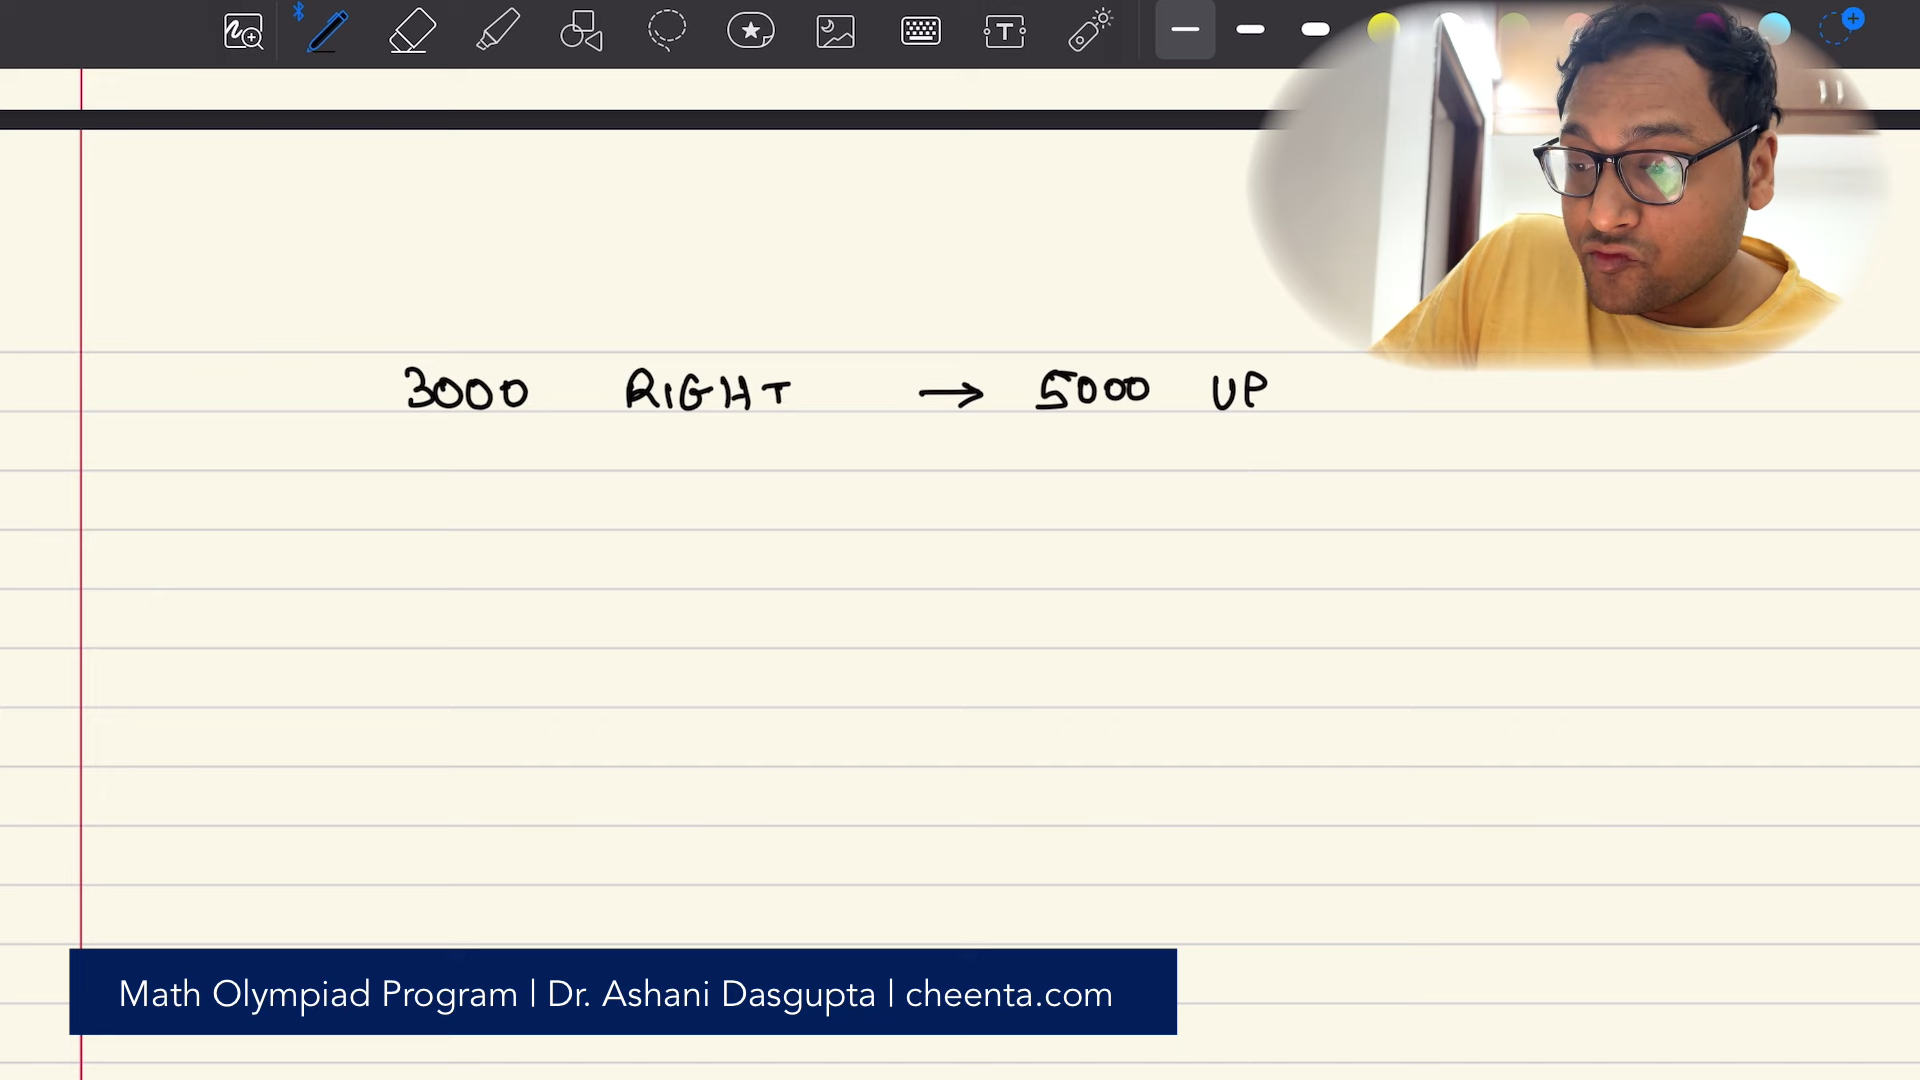 3000 RIGHT → 5000 UP
Math Olympiad Program | Dr. Ashani Dasgupta | cheenta.com